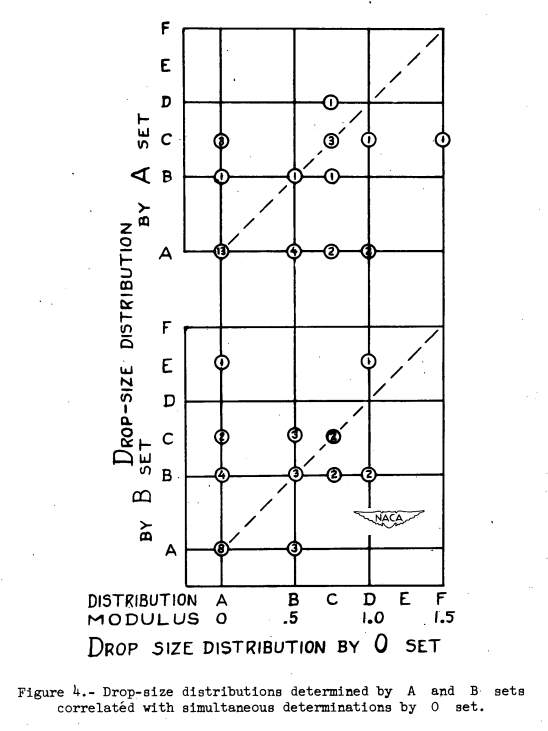 F
E
D 1
C 8 3 1 1
B 1 1 1
A 13 4 2 2
F
E 1 1
D
C 2 3 2
B 4 3 2 2
NACA
A 8 3
DROP-SIZE DISTRIBUTION
BY A SET
BY B SET
DISTRIBUTION A B C D E F
MODULUS 0 .5 1.0 1.5
DROP SIZE DISTRIBUTION BY O SET
Figure 4.- Drop-size distributions determined by A and B sets
correlated with simultaneous determinations by O set.